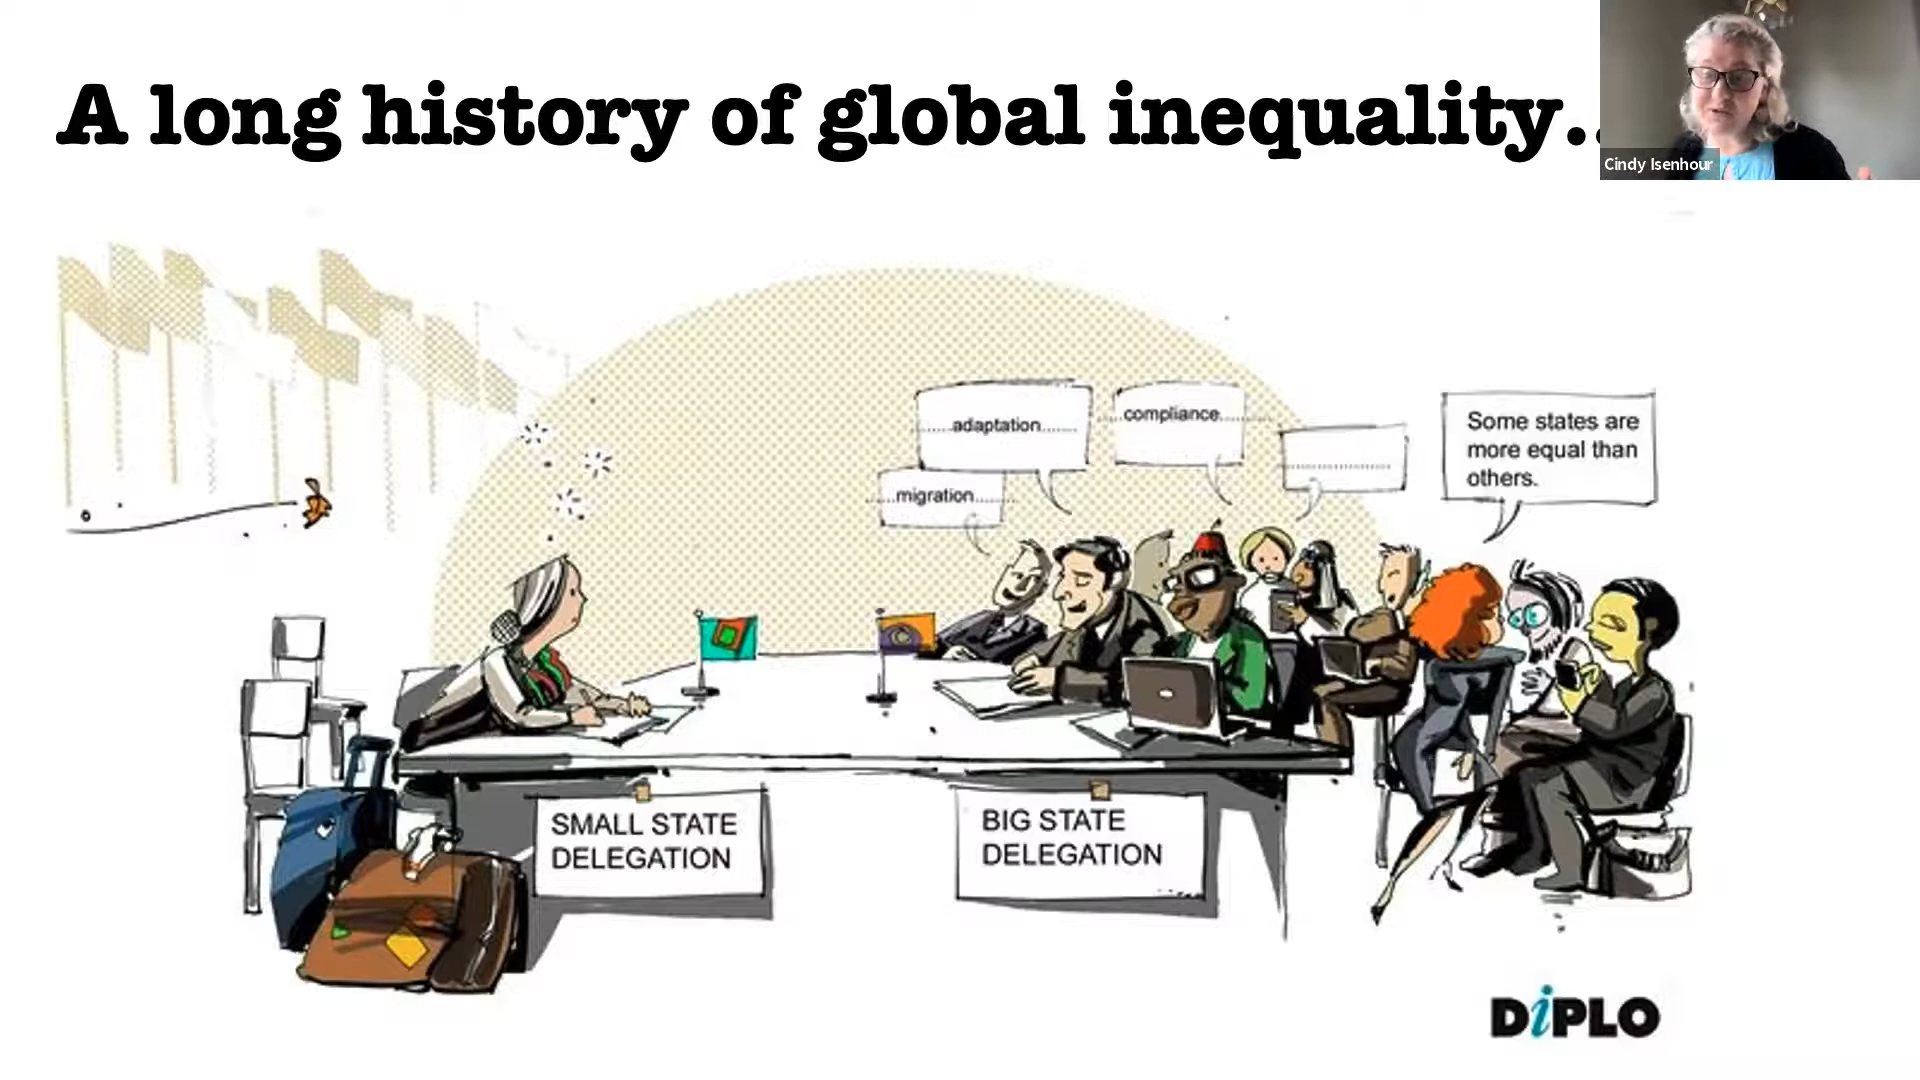 A long history of global inequality..
Cindy Isenhour
......adaptation......
......compliance......
......migration......
Some states are
more equal than
others.
SMALL STATE
DELEGATION
BIG STATE
DELEGATION
DiPLO